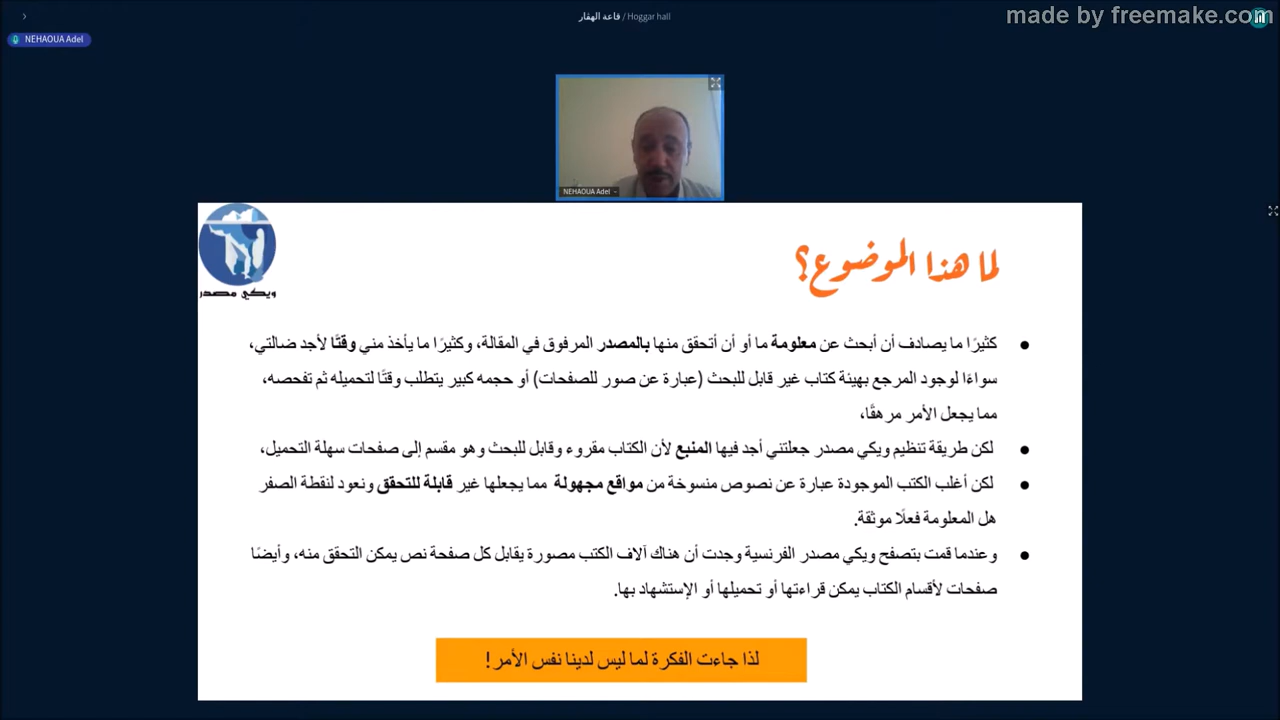 قاعة الهقار / Hoggar hall
made by freemake.com
NEHAOUA Adel
NEHAOUA Adel
ويكي مصدر
لما هذا الموضوع؟
كثيرًا ما يصادف أن أبحث عن معلومة ما أو أن أتحقق منها بالمصدر المرفوق في المقالة، وكثيرًا ما يأخذ مني وقتًا لأجد ضالتي،
سواءًا لوجود المرجع بهيئة كتاب غير قابل للبحث (عبارة عن صور للصفحات) أو حجمه كبير يتطلب وقتًا لتحميله ثم تفحصه،
مما يجعل الأمر مرهقًا،
لكن طريقة تنظيم ويكي مصدر جعلتني أجد فيها المنبع لأن الكتاب مقروء وقابل للبحث وهو مقسم إلى صفحات سهلة التحميل،
لكن أغلب الكتب الموجودة عبارة عن نصوص منسوخة من مواقع مجهولة مما يجعلها غير قابلة للتحقق ونعود لنقطة الصفر
هل المعلومة فعلًا موثقة.
وعندما قمت بتصفح ويكي مصدر الفرنسية وجدت أن هناك آلاف الكتب مصورة يقابل كل صفحة نص يمكن التحقق منه، وأيضًا
صفحات لأقسام الكتاب يمكن قراءتها أو تحميلها أو الإستشهاد بها.
لذا جاءت الفكرة لما ليس لدينا نفس الأمر!